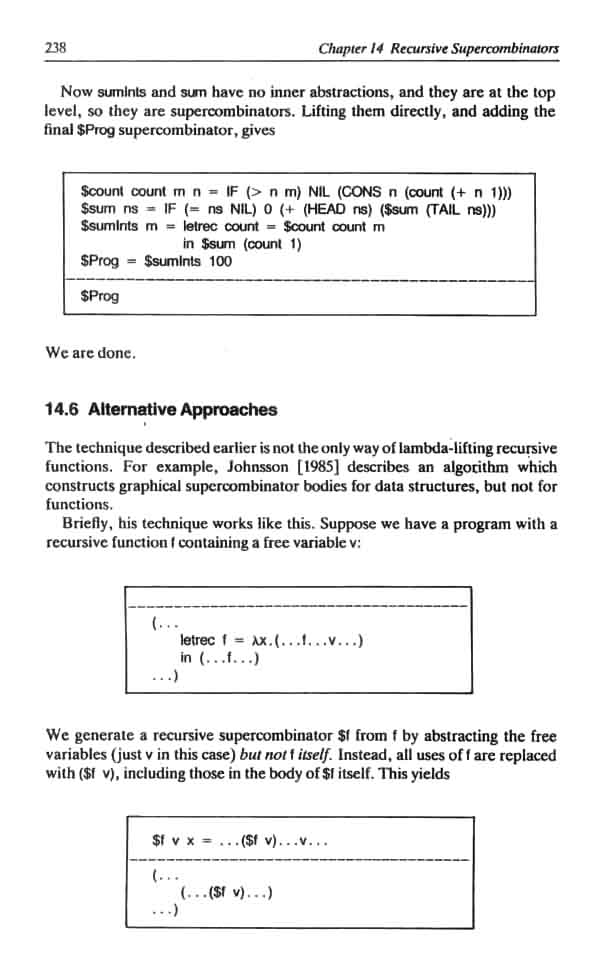 238
Chapter 14 Recursive Supercombinators
Now sumInts and sum have no inner abstractions, and they are at the top
level, so they are supercombinators. Lifting them directly, and adding the
final $Prog supercombinator, gives
$count count m n = IF (> n m) NIL (CONS n (count (+ n 1)))
$sum ns = IF (= ns NIL) 0 (+ (HEAD ns) ($sum (TAIL ns)))
$sumInts m = letrec count = $count count m
in $sum (count 1)
$Prog = $sumInts 100
$Prog
We are done.
14.6 Alternative Approaches
The technique described earlier is not the only way of lambda-lifting recursive
functions. For example, Johnsson [1985] describes an algorithm which
constructs graphical supercombinator bodies for data structures, but not for
functions.
Briefly, his technique works like this. Suppose we have a program with a
recursive function f containing a free variable v:
(...
letrec f = λx.(...f...v...)
in (...f...)
...)
We generate a recursive supercombinator $f from f by abstracting the free
variables (just v in this case) but not f itself. Instead, all uses of f are replaced
with ($f v), including those in the body of $f itself. This yields
$f v x = ...($f v)...v...
(...
(...($f v)...)
...)